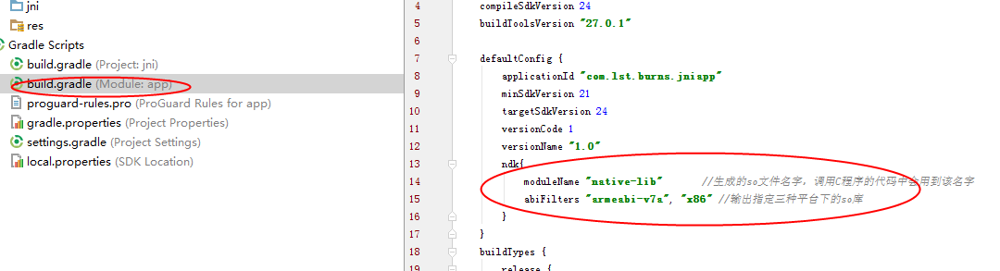 jni
res
Gradle Scripts
build.gradle (Project: jni)
build.gradle (Module: app)
proguard-rules.pro (ProGuard Rules for app)
gradle.properties (Project Properties)
settings.gradle (Project Settings)
local.properties (SDK Location)
4 compileSdkVersion 24
5 buildToolsVersion "27.0.1"
6
7 defaultConfig {
8 applicationId "com.lst.burns.jniapp"
9 minSdkVersion 21
10 targetSdkVersion 24
11 versionCode 1
12 versionName "1.0"
13 ndk{
14 moduleName "native-lib" //生成的so文件名字，调用C程序的代码中会用到该名字
15 abiFilters "armeabi-v7a", "x86" //输出指定三种平台下的so库
16 }
17 }
18 buildTypes {
19 release {